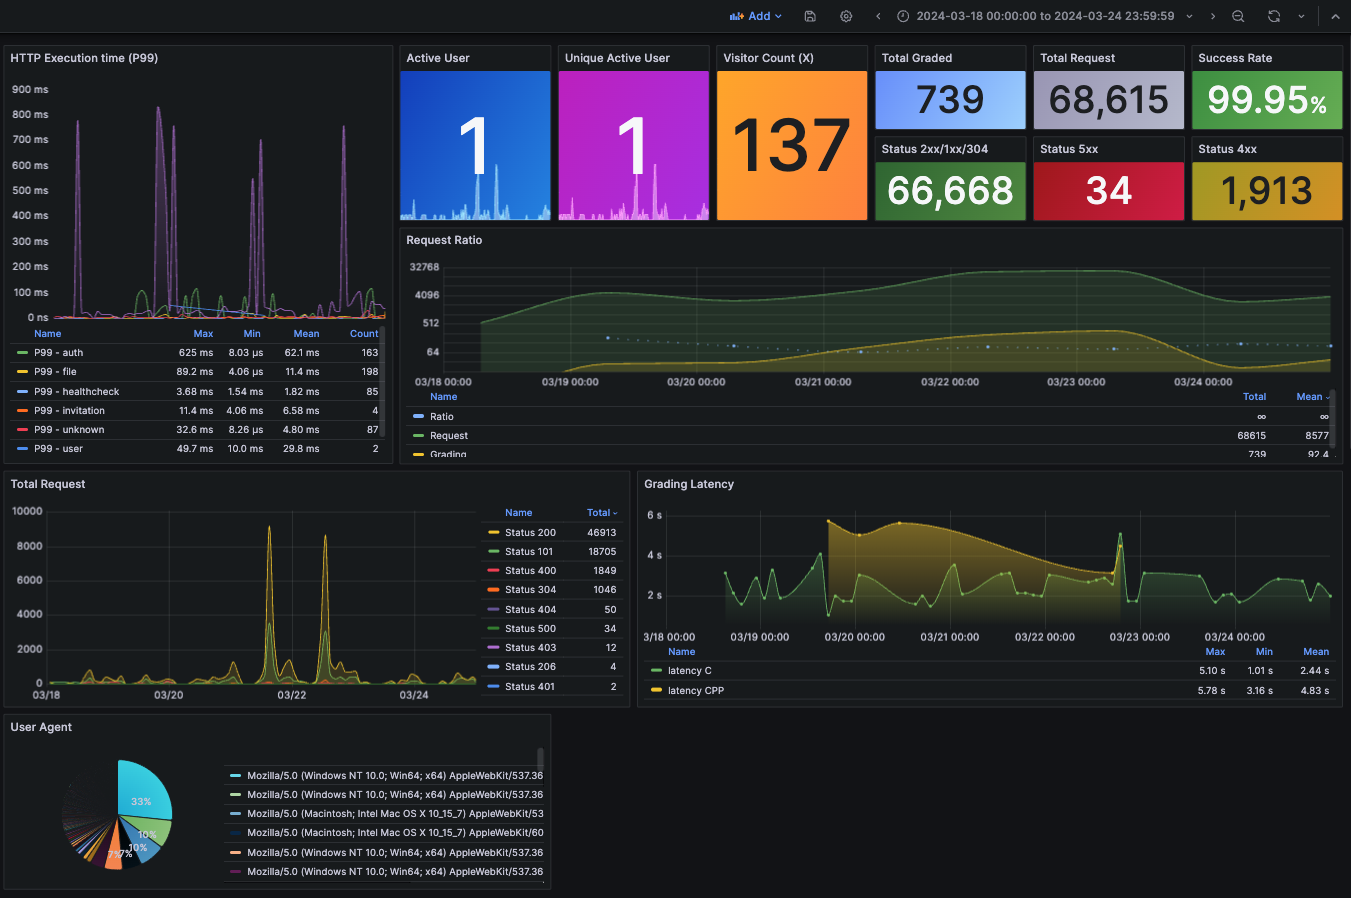 Add
2024-03-18 00:00:00 to 2024-03-24 23:59:59
HTTP Execution time (P99)
900 ms
800 ms
700 ms
600 ms
500 ms
400 ms
300 ms
200 ms
100 ms
0 ns
Name Max Min Mean Count
P99 - auth 625 ms 8.03 µs 62.1 ms 163
P99 - file 89.2 ms 4.06 µs 11.4 ms 198
P99 - healthcheck 3.68 ms 1.54 ms 1.82 ms 85
P99 - invitation 11.4 ms 4.06 ms 6.58 ms 4
P99 - unknown 32.6 ms 8.26 µs 4.80 ms 87
P99 - user 49.7 ms 10.0 ms 29.8 ms 2
Active User
1
Unique Active User
1
Visitor Count (X)
137
Total Graded
739
Total Request
68,615
Success Rate
99.95%
Status 2xx/1xx/304
66,668
Status 5xx
34
Status 4xx
1,913
Request Ratio
32768
4096
512
64
03/18 00:00 03/19 00:00 03/20 00:00 03/21 00:00 03/22 00:00 03/23 00:00 03/24 00:00
Name Total Mean
Ratio ∞ ∞
Request 68615 8577
Grading 739 92.4
Total Request
10000
8000
6000
4000
2000
0
03/18 03/20 03/22 03/24
Name Total
Status 200 46913
Status 101 18705
Status 400 1849
Status 304 1046
Status 404 50
Status 500 34
Status 403 12
Status 206 4
Status 401 2
Grading Latency
6 s
4 s
2 s
3/18 00:00 03/19 00:00 03/20 00:00 03/21 00:00 03/22 00:00 03/23 00:00 03/24 00:00
Name Max Min Mean
latency C 5.10 s 1.01 s 2.44 s
latency CPP 5.78 s 3.16 s 4.83 s
User Agent
33%
10%
10%
7%
7%
Mozilla/5.0 (Windows NT 10.0; Win64; x64) AppleWebKit/537.36
Mozilla/5.0 (Windows NT 10.0; Win64; x64) AppleWebKit/537.36
Mozilla/5.0 (Macintosh; Intel Mac OS X 10_15_7) AppleWebKit/53
Mozilla/5.0 (Macintosh; Intel Mac OS X 10_15_7) AppleWebKit/60
Mozilla/5.0 (Windows NT 10.0; Win64; x64) AppleWebKit/537.36
Mozilla/5.0 (Windows NT 10.0; Win64; x64) AppleWebKit/537.36